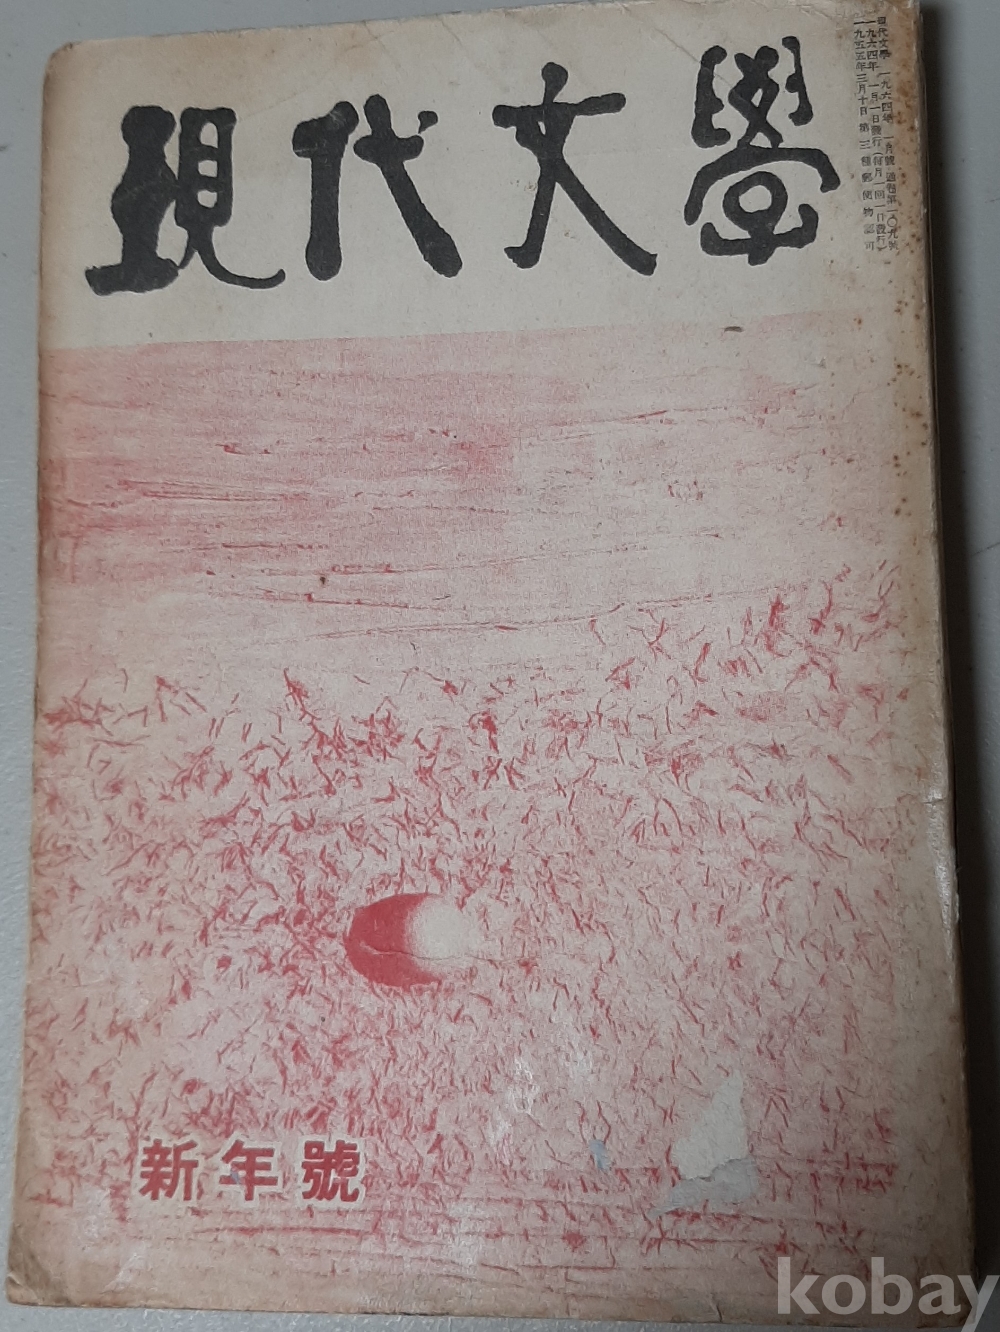 現代文學
現代文學 一九六四年 一月號 通卷第一〇九號
一九六四年 一月一日發行(每月一回一日發行)
一九五五年三月十日 第三種郵便物認可
新年號
kobay